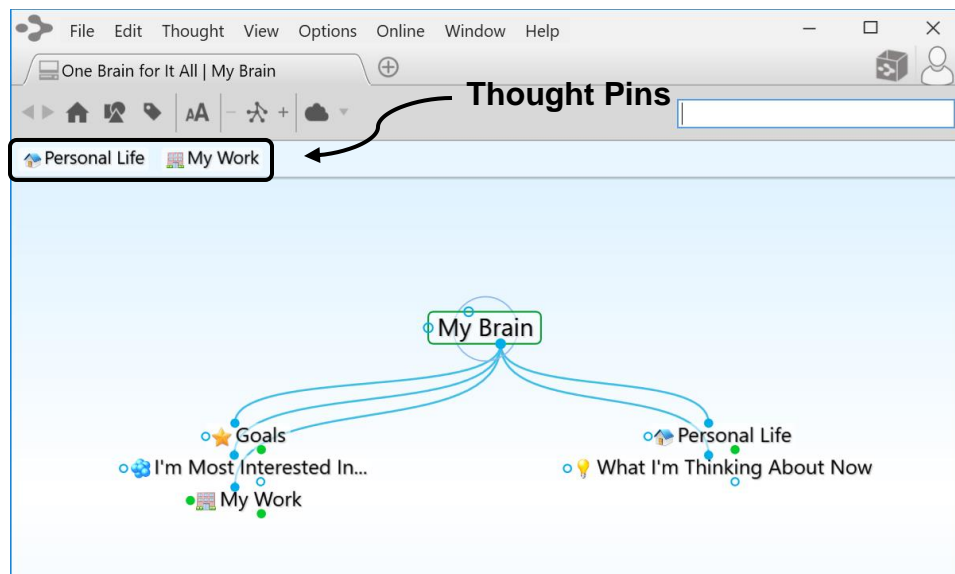 File Edit Thought View Options Online Window Help
One Brain for It All | My Brain
AA
Thought Pins
Personal Life My Work
My Brain
Goals
Personal Life
I'm Most Interested In...
What I'm Thinking About Now
My Work